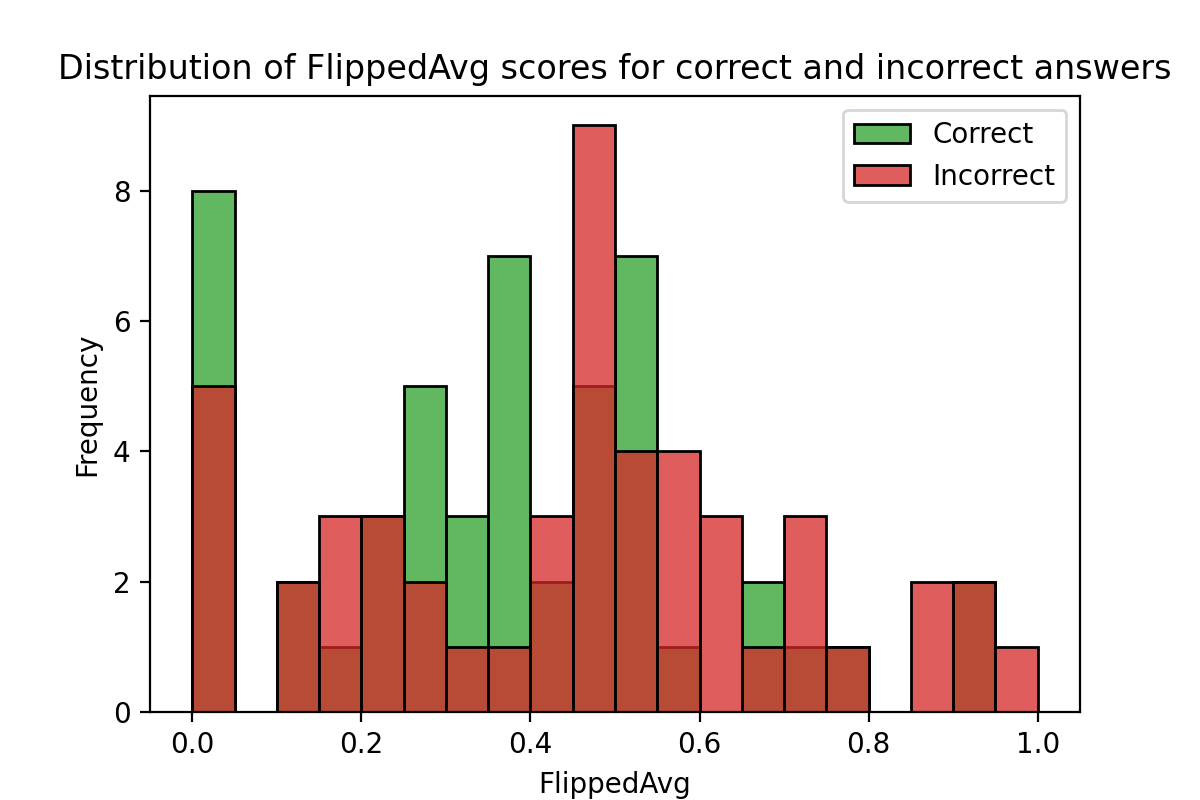 Distribution of FlippedAvg scores for correct and incorrect answers
Correct
Incorrect
Frequency
8
6
4
2
0
0.0 0.2 0.4 0.6 0.8 1.0
FlippedAvg